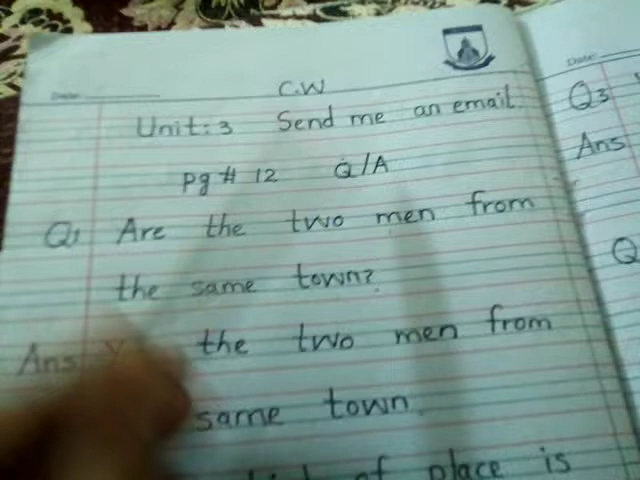 Date:
C.W
Unit:3 Send me an email.
Pg # 12 Q/A
Q1 Are the two men from
the same town?
Ans the two men from
same town.
of place is
Date:
Q3
Ans
Q